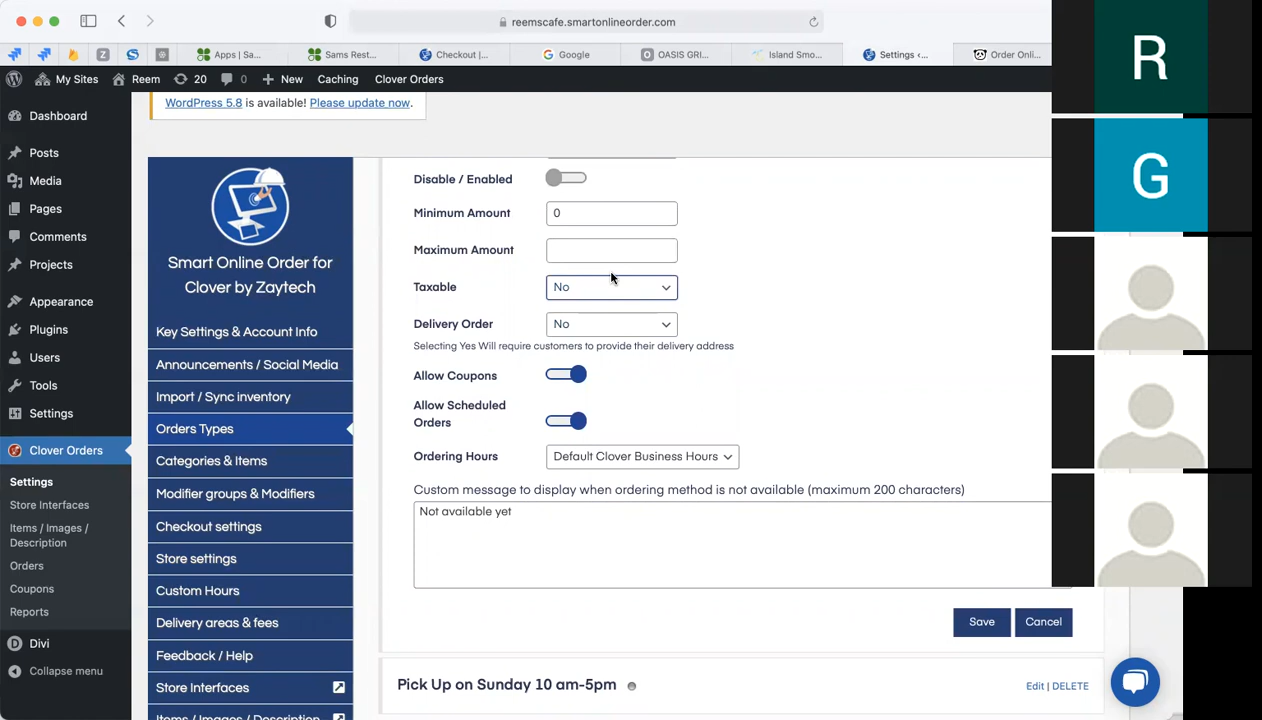 reemscafe.smartonlineorder.com
Apps | Sa...
Sams Rest...
Checkout |...
Google
OASIS GRI...
Island Smo...
Settings ‹...
Order Onli...
My Sites
Reem
20
0
New
Caching
Clover Orders
WordPress 5.8 is available! Please update now.
Dashboard
Posts
Media
Pages
Comments
Projects
Appearance
Plugins
Users
Tools
Settings
Clover Orders
Settings
Store Interfaces
Items / Images /
Description
Orders
Coupons
Reports
Divi
Collapse menu
Smart Online Order for
Clover by Zaytech
Key Settings & Account Info
Announcements / Social Media
Import / Sync inventory
Orders Types
Categories & Items
Modifier groups & Modifiers
Checkout settings
Store settings
Custom Hours
Delivery areas & fees
Feedback / Help
Store Interfaces
Items / Images / Description
Disable / Enabled
Minimum Amount
0
Maximum Amount
Taxable
No
Delivery Order
No
Selecting Yes Will require customers to provide their delivery address
Allow Coupons
Allow Scheduled
Orders
Ordering Hours
Default Clover Business Hours
Custom message to display when ordering method is not available (maximum 200 characters)
Not available yet
Save
Cancel
Pick Up on Sunday 10 am-5pm
Edit | DELETE
R
G